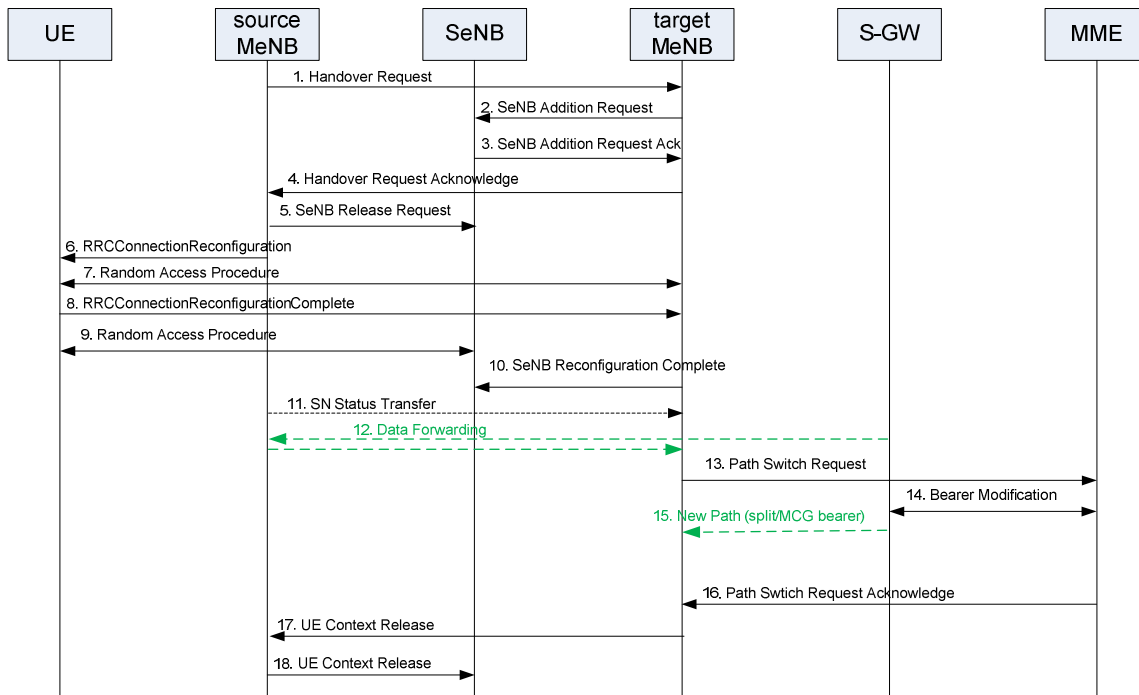 UE
source
MeNB
SeNB
target
MeNB
S-GW
MME
1. Handover Request
2. SeNB Addition Request
3. SeNB Addition Request Ack
4. Handover Request Acknowledge
5. SeNB Release Request
6. RRCConnectionReconfiguration
7. Random Access Procedure
8. RRCConnectionReconfigurationComplete
9. Random Access Procedure
10. SeNB Reconfiguration Complete
11. SN Status Transfer
12. Data Forwarding
13. Path Switch Request
14. Bearer Modification
15. New Path (split/MCG bearer)
16. Path Swtich Request Acknowledge
17. UE Context Release
18. UE Context Release